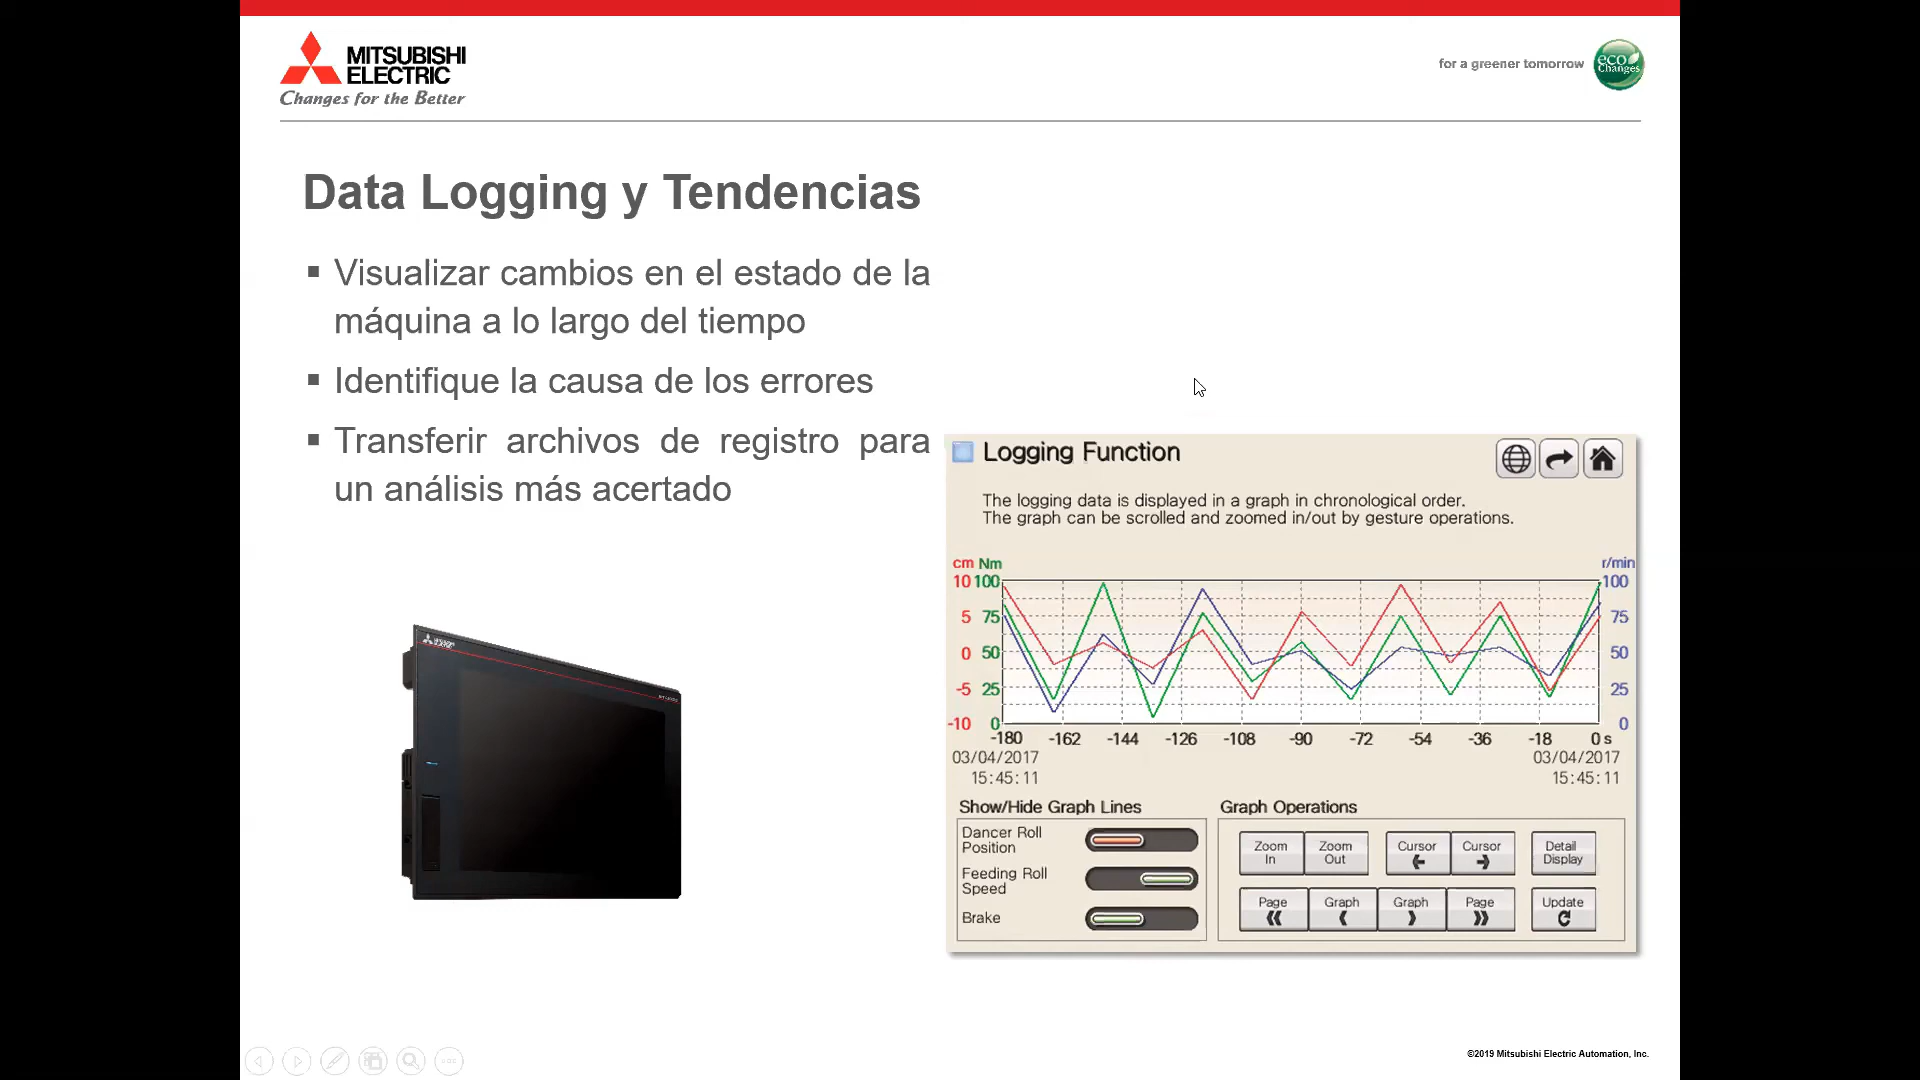 MITSUBISHI
ELECTRIC
Changes for the Better
for a greener tomorrow
eco
Changes
Data Logging y Tendencias
▪ Visualizar cambios en el estado de la
máquina a lo largo del tiempo
▪ Identifique la causa de los errores
▪ Transferir archivos de registro para
un análisis más acertado
Logging Function
The logging data is displayed in a graph in chronological order.
The graph can be scrolled and zoomed in/out by gesture operations.
cm Nm r/min
10 100 100
5 75 75
0 50 50
-5 25 25
-10 0 0
-180 -162 -144 -126 -108 -90 -72 -54 -36 -18 0 s
03/04/2017 03/04/2017
15:45:11 15:45:11
Show/Hide Graph Lines
Dancer Roll
Position
Feeding Roll
Speed
Brake
Graph Operations
Zoom
In
Zoom
Out
Cursor
Cursor
Detail
Display
Page
Graph
Graph
Page
Update
©2019 Mitsubishi Electric Automation, Inc.